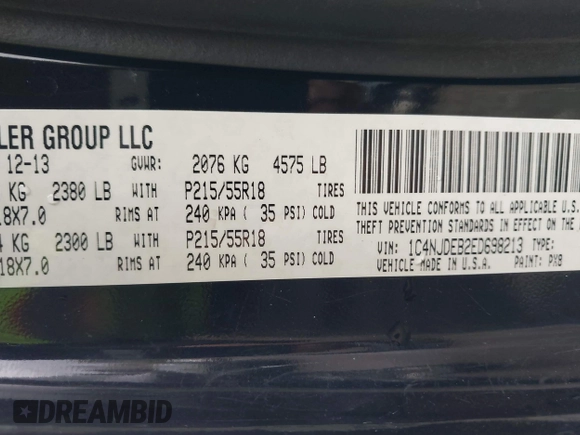 LER GROUP LLC
12-13 GVWR: 2076 KG 4575 LB
KG 2380 LB WITH P215/55R18 TIRES
18X7.0 RIMS AT 240 KPA ( 35 PSI) COLD
KG 2300 LB WITH P215/55R18 TIRES
18X7.0 RIMS AT 240 KPA ( 35 PSI) COLD
THIS VEHICLE CONFORMS TO ALL APPLICABLE U.S.
THEFT PREVENTION STANDARDS IN EFFECT ON THE
VIN: 1C4NJDEB2ED698213 TYPE:
VEHICLE MADE IN U.S.A. PAINT: PX8
DREAMBID